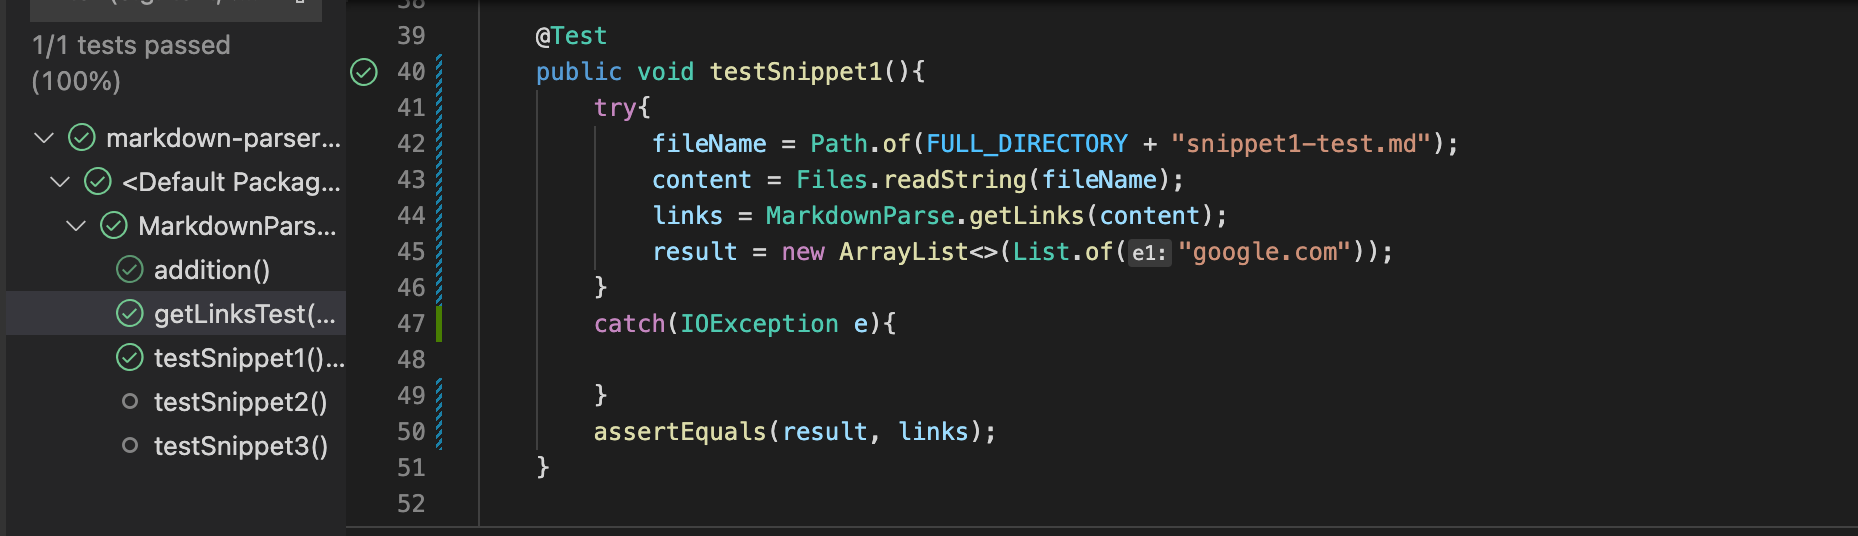 1/1 tests passed
(100%)
markdown-parser...
<Default Packag...
MarkdownPars...
addition()
getLinksTest(...
testSnippet1()...
testSnippet2()
testSnippet3()
38
39 @Test
40 public void testSnippet1(){
41 try{
42 fileName = Path.of(FULL_DIRECTORY + "snippet1-test.md");
43 content = Files.readString(fileName);
44 links = MarkdownParse.getLinks(content);
45 result = new ArrayList<>(List.of(e1: "google.com"));
46 }
47 catch(IOException e){
48
49 }
50 assertEquals(result, links);
51 }
52